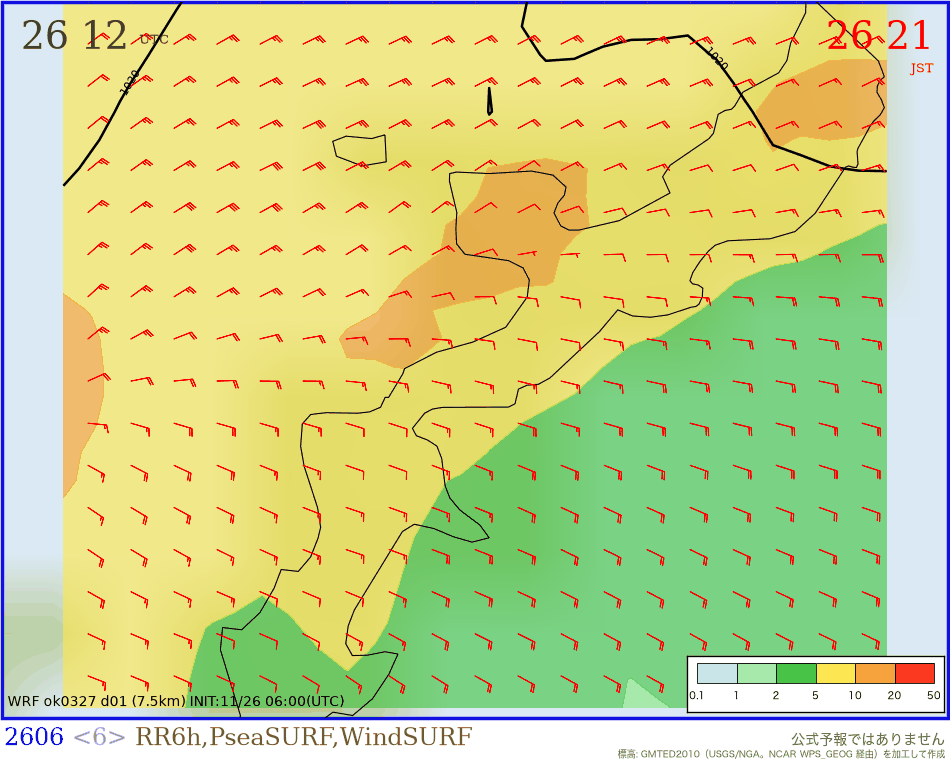 26 12 UTC
26 21
JST
1020
1020
WRF ok0327 d01 (7.5km) INIT:11/26 06:00(UTC)
0.1 1 2 5 10 20 50
2606 <6> RR6h,PseaSURF,WindSURF
公式予報ではありません
標高: GMTED2010（USGS/NGA。NCAR WPS_GEOG 経由）を加工して作成